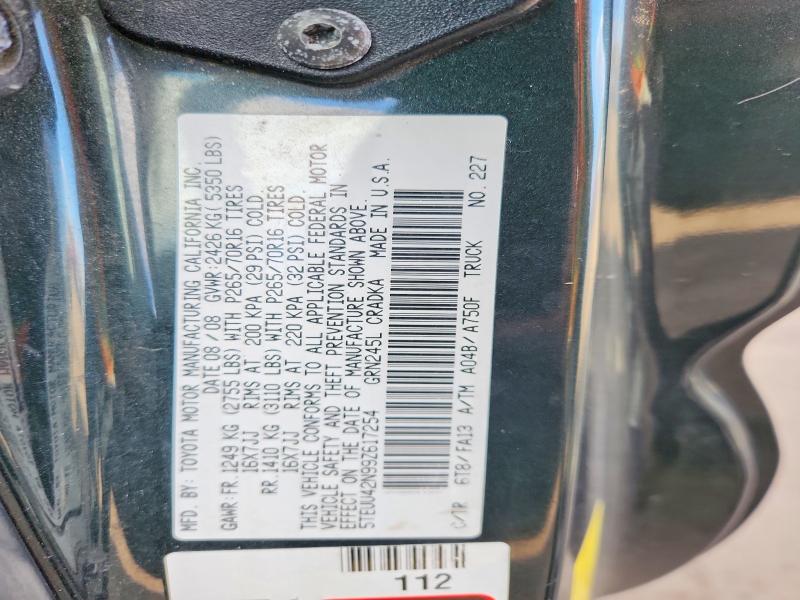 MFD. BY: TOYOTA MOTOR MANUFACTURING CALIFORNIA INC.
DATE: 08/08 GVWR: 2426 KG( 5350 LBS)
GAWR: FR. 1249 KG (2755 LBS) WITH P265/70R16 TIRES
16X7JJ RIMS AT 200 KPA (29 PSI) COLD
RR. 1410 KG (3110 LBS) WITH P265/70R16 TIRES
16X7JJ RIMS AT 220 KPA (32 PSI) COLD.
THIS VEHICLE CONFORMS TO ALL APPLICABLE FEDERAL MOTOR
VEHICLE SAFETY AND THEFT PREVENTION STANDARDS IN
EFFECT ON THE DATE OF MANUFACTURE SHOWN ABOVE.
5TEUU42N99Z617254 GRN245L CRADKA MADE IN U.S.A.
C/TR 6T8/FA13 A/TM A04B/A750F TRUCK NO. 227
112